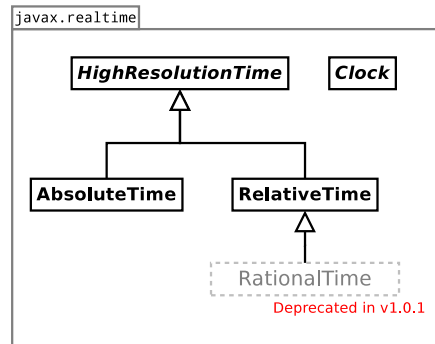 javax.realtime
HighResolutionTime
Clock
AbsoluteTime
RelativeTime
RationalTime
Deprecated in v1.0.1